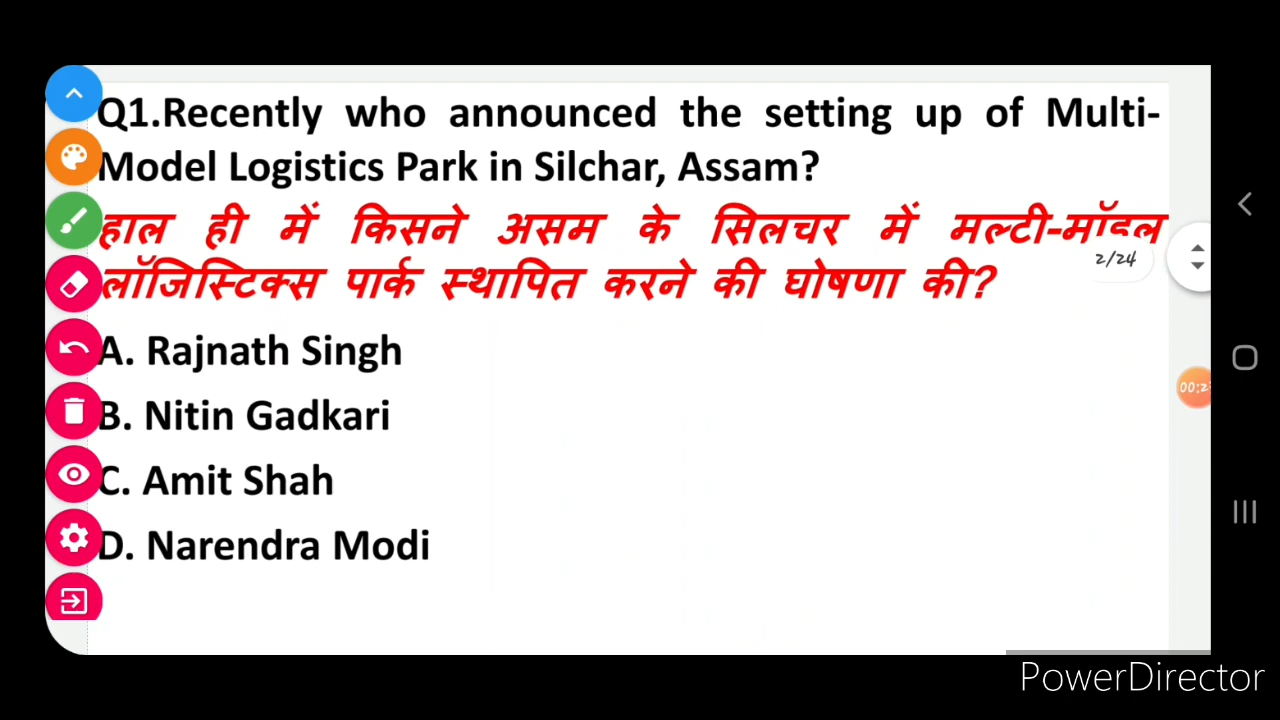 Q1.Recently who announced the setting up of Multi-
Model Logistics Park in Silchar, Assam?
हाल ही में किसने असम के सिलचर में मल्टी-मॉडल
2/24
लॉजिस्टिक्स पार्क स्थापित करने की घोषणा की?
A. Rajnath Singh
B. Nitin Gadkari
C. Amit Shah
D. Narendra Modi
PowerDirector